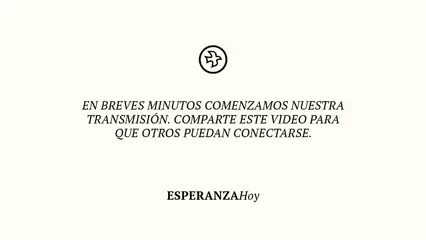 EN BREVES MINUTOS COMENZAMOS NUESTRA
TRANSMISIÓN. COMPARTE ESTE VIDEO PARA
QUE OTROS PUEDAN CONECTARSE.
ESPERANZAHoy